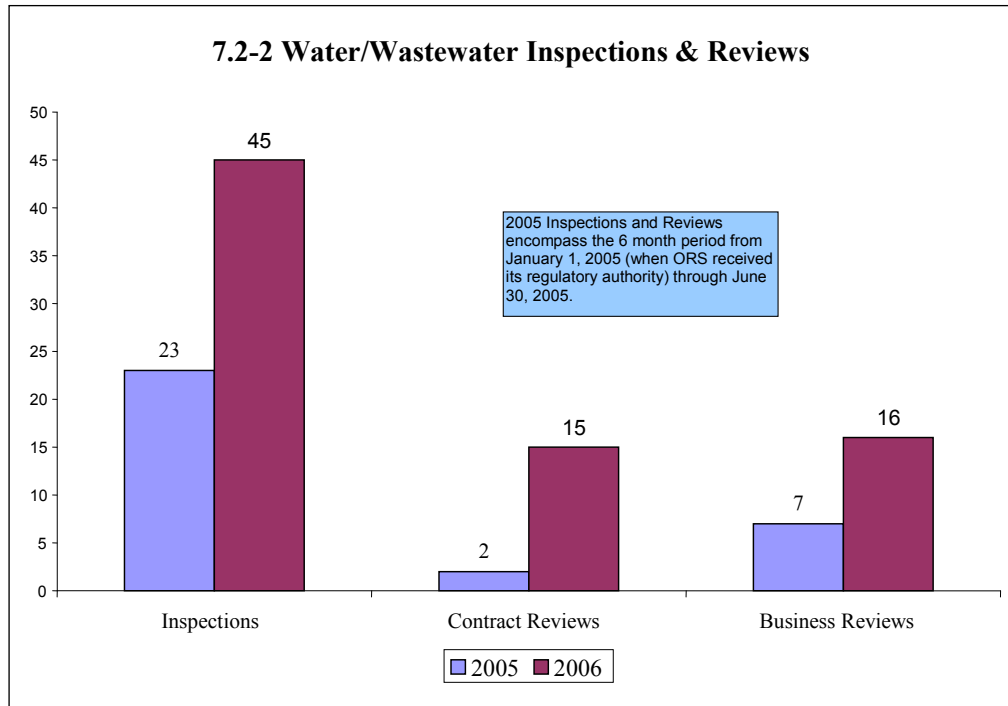 7.2-2 Water/Wastewater Inspections & Reviews
50
45
40
35
30
25
20
15
10
5
0
23
45
2
15
7
16
2005 Inspections and Reviews
encompass the 6 month period from
January 1, 2005 (when ORS received
its regulatory authority) through June
30, 2005.
Inspections
Contract Reviews
Business Reviews
2005 2006